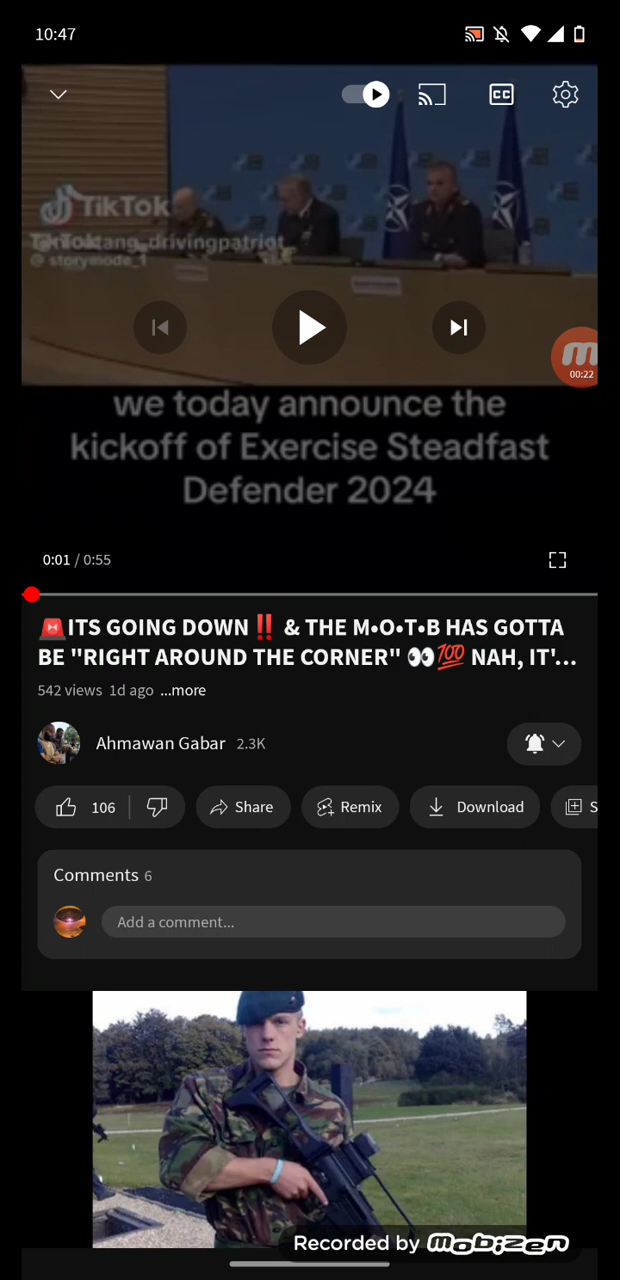 10:47
CC
TikTok
@ storymode_1
00:22
we today announce the
kickoff of Exercise Steadfast
Defender 2024
0:01 / 0:55
🚨ITS GOING DOWN‼️ & THE M•O•T•B HAS GOTTA
BE "RIGHT AROUND THE CORNER" 👀💯 NAH, IT'...
542 views 1d ago ...more
Ahmawan Gabar 2.3K
106 Share Remix Download S
Comments 6
Add a comment...
Recorded by mobizen